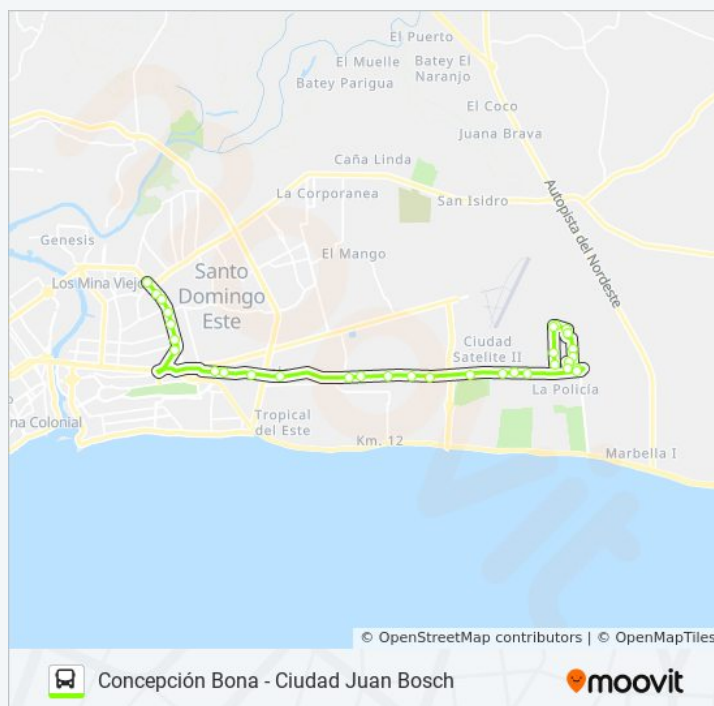 El Puerto
El Muelle
Batey El
Naranjo
Batey Parigua
El Coco
Juana Brava
Caña Linda
La Corporanea
San Isidro
Autopista del Nordeste
Genesis
El Mango
Los Mina Viejo
Santo
Domingo
Este
Ciudad
Satelite II
La Policía
Tropical
del Este
na Colonial
Km. 12
Marbella I
moovit
© OpenStreetMap contributors | © OpenMapTiles
Concepción Bona - Ciudad Juan Bosch
moovit